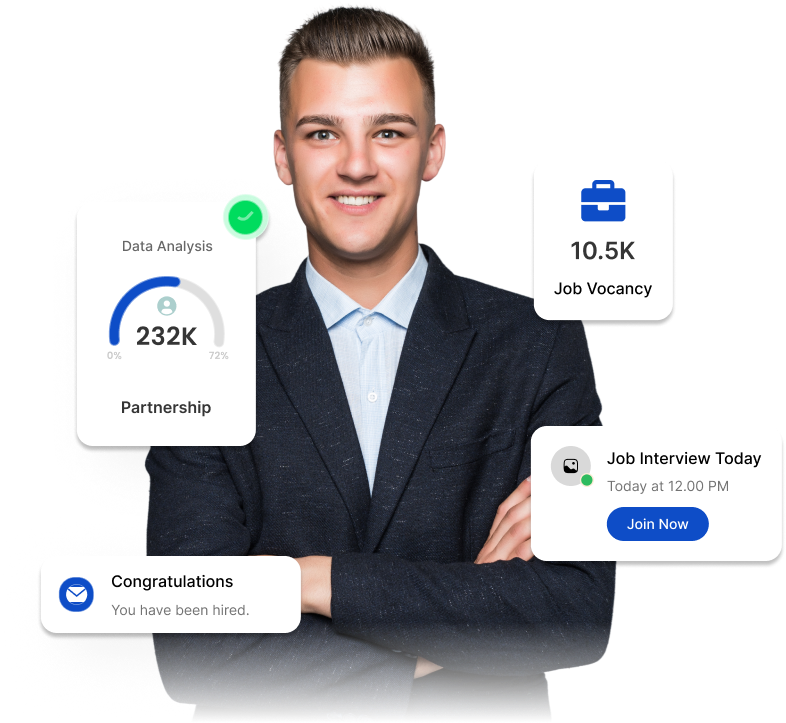 Data Analysis
232K
0%
72%
Partnership
10.5K
Job Vocancy
Job Interview Today
Today at 12.00 PM
Join Now
Congratulations
You have been hired.